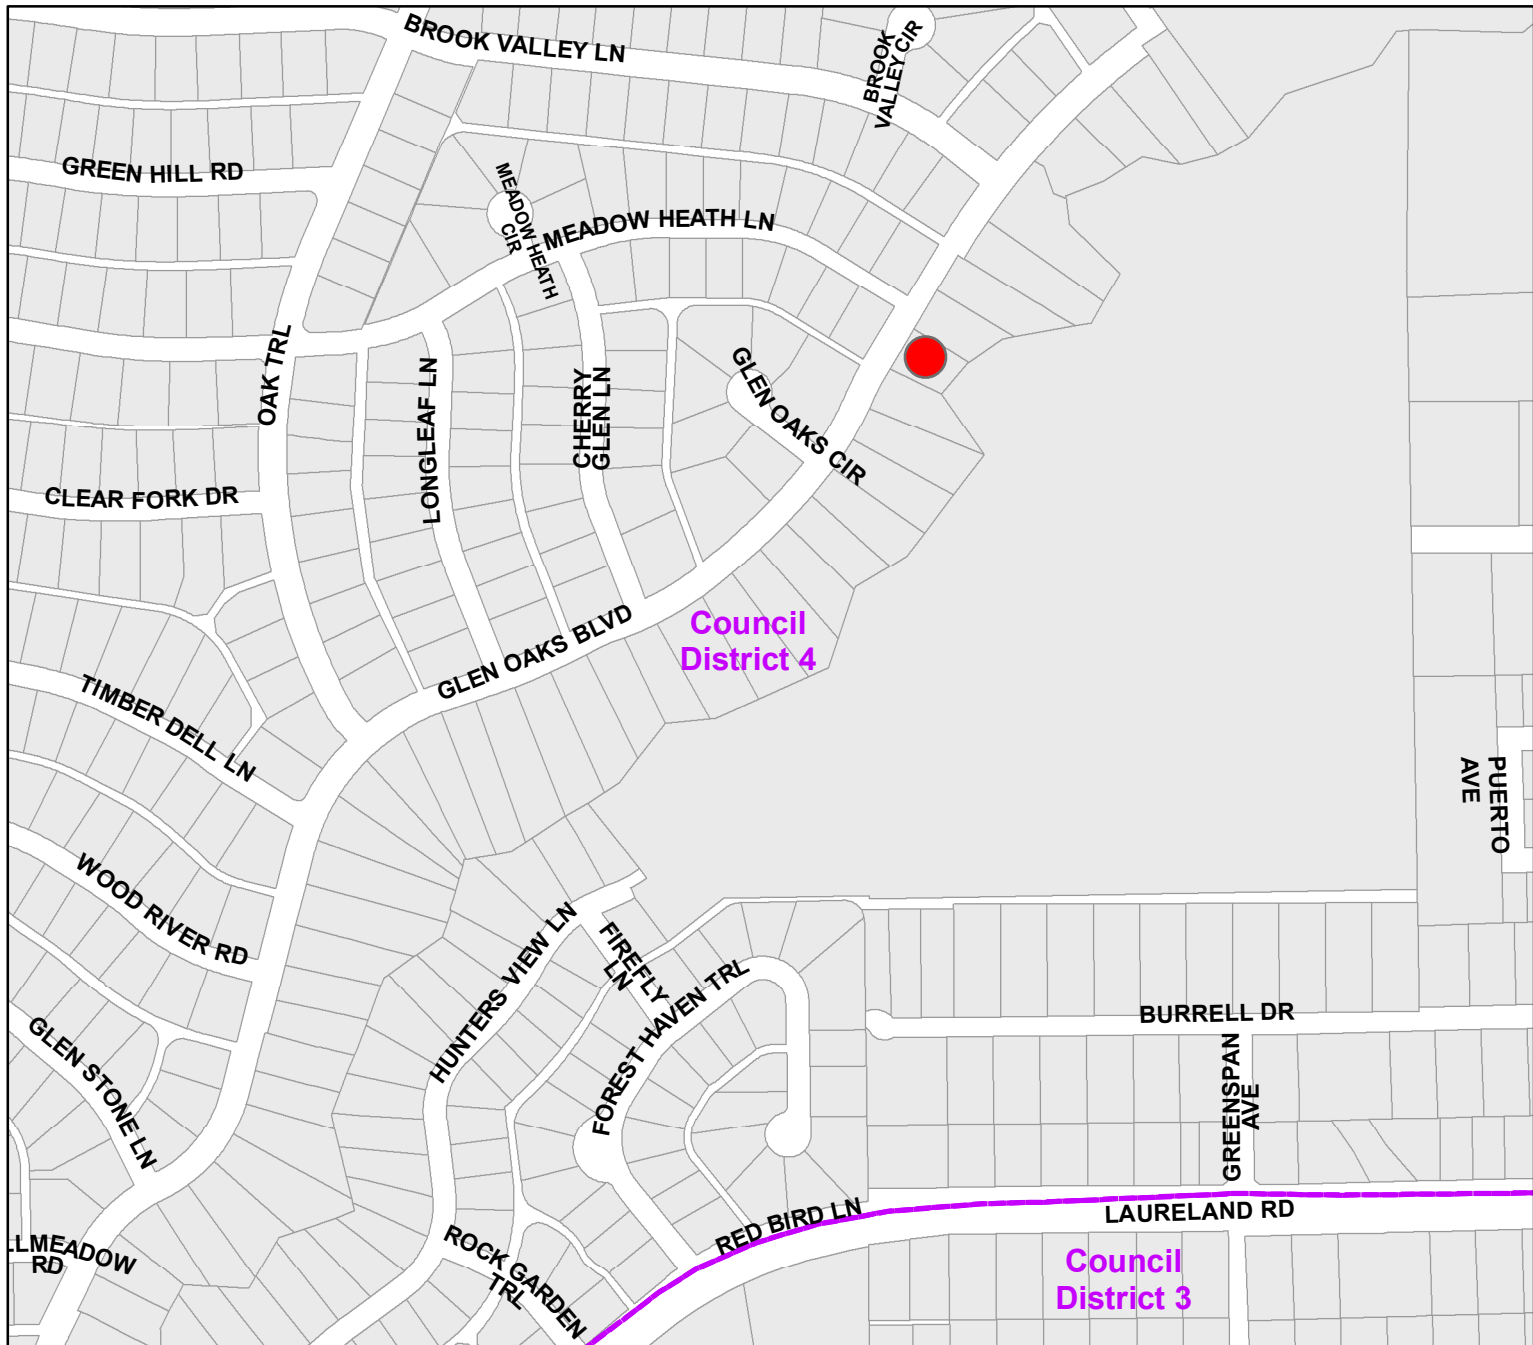 BROOK VALLEY LN
BROOK
VALLEY CIR
GREEN HILL RD
MEADOW HEATH
CIR
MEADOW HEATH LN
OAK TRL
LONGLEAF LN
CHERRY
GLEN LN
GLEN OAKS CIR
CLEAR FORK DR
GLEN OAKS BLVD
Council
District 4
TIMBER DELL LN
PUERTO
AVE
WOOD RIVER RD
HUNTERS VIEW LN
FIREFLY
LN
FOREST HAVEN TRL
GLEN STONE LN
BURRELL DR
GREENSPAN
AVE
RED BIRD LN
LAURELAND RD
LLMEADOW
RD
ROCK GARDEN
TRL
Council
District 3